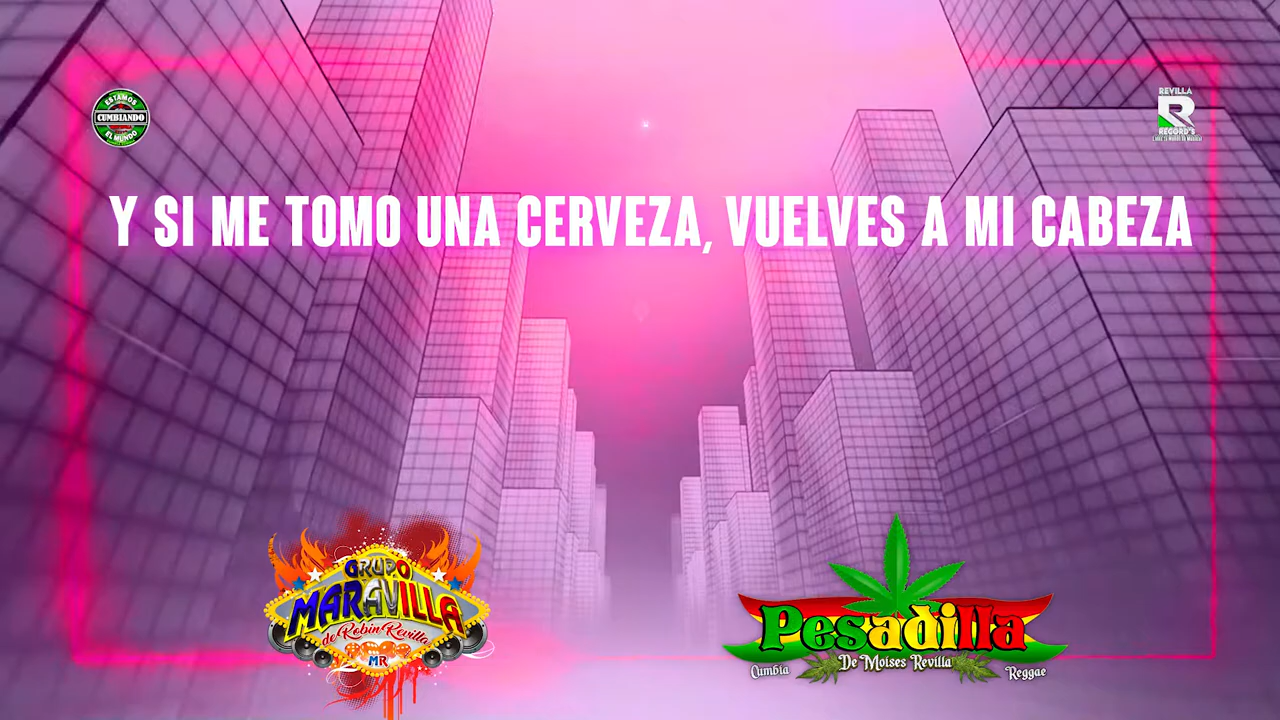 ESTAMOS
CUMBIANDO
EL MUNDO
REVILLA
R
RECORD'S
Y SI ME TOMO UNA CERVEZA, VUELVES A MI CABEZA
GRUPO
MARAVILLA
de Robin Revilla
MR
Pesadilla
De Moises Revilla
Cumbia
Reggae